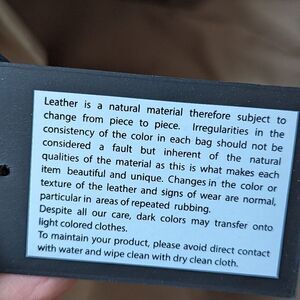 Leather is a natural material therefore subject to
change from piece to piece. Irregularities in the
consistency of the color in each bag should not be
considered a fault but inherent of the natural
qualities of the material as this is what makes each
item beautiful and unique. Changes in the color or
texture of the leather and signs of wear are normal,
particular in areas of repeated rubbing.
Despite all our care, dark colors may transfer onto
light colored clothes.
To maintain your product, please avoid direct contact
with water and wipe clean with dry clean cloth.